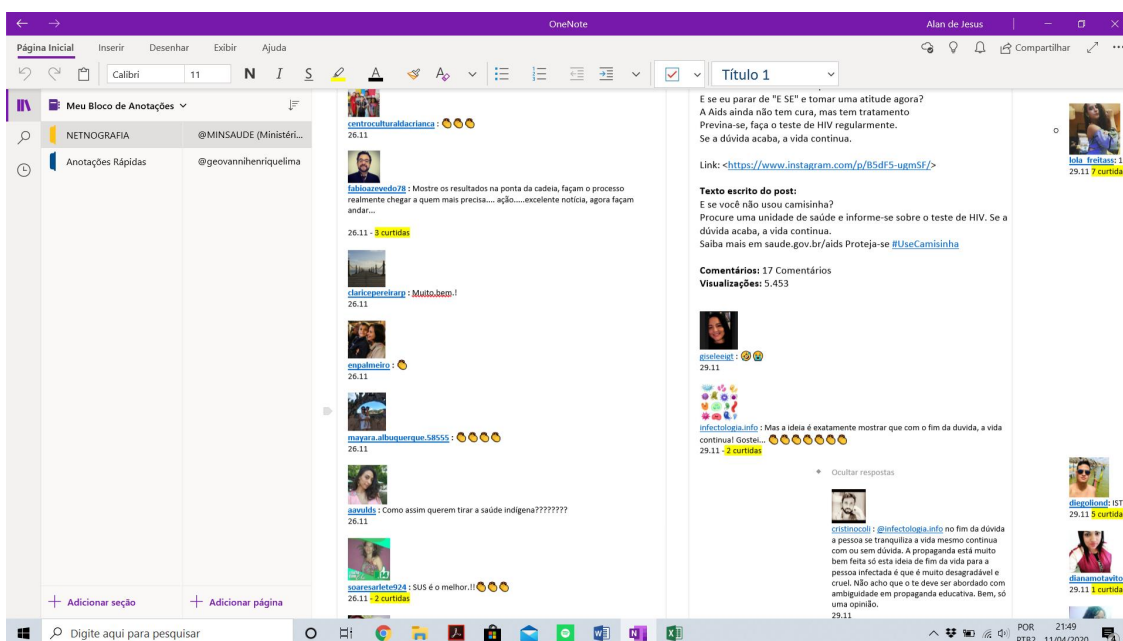 OneNote
Alan de Jesus
Página Inicial Inserir Desenhar Exibir Ajuda
Compartilhar
Calibri 11 N I S A Título 1
Meu Bloco de Anotações
NETNOGRAFIA
Anotações Rápidas
@MINSAUDE (Ministéri...
@geovannihenriquelima
Adicionar seção
Adicionar página
centroculturaldacrianca : 👏👏👏
26.11
fabioazevedo78 : Mostre os resultados na ponta da cadeia, façam o processo
realmente chegar a quem mais precisa.... ação.....excelente notícia, agora façam
andar...
26.11 - 3 curtidas
claricepereirarp : Muito.bem.!
26.11
enpalmeiro : 👏
26.11
mayara.albuquerque.58555 : 👏👏👏👏
26.11
aavulds : Como assim querem tirar a saúde indígena????????
26.11
soaresarlete924 : SUS é o melhor.!!👏👏👏
26.11 - 2 curtidas
E se eu parar de "E SE" e tomar uma atitude agora?
A Aids ainda não tem cura, mas tem tratamento
Previna-se, faça o teste de HIV regularmente.
Se a dúvida acaba, a vida continua.
Link: <https://www.instagram.com/p/B5dF5-ugmSF/>
Texto escrito do post:
E se você não usou camisinha?
Procure uma unidade de saúde e informe-se sobre o teste de HIV. Se a
dúvida acaba, a vida continua.
Saiba mais em saude.gov.br/aids Proteja-se #UseCamisinha
Comentários: 17 Comentários
Visualizações: 5.453
giseleeigt : 🤣😭
29.11
infectologia.info : Mas a ideia é exatamente mostrar que com o fim da duvida, a vida
continua! Gostei... 👏👏👏👏👏👏👏
29.11 - 2 curtidas
Ocultar respostas
cristinocoli : @infectologia.info no fim da dúvida
a pessoa se tranquiliza a vida mesmo continua
com ou sem dúvida. A propaganda está muito
bem feita só esta ideia de fim da vida para a
pessoa infectada é que é muito desagradável e
cruel. Não acho que o te deve ser abordado com
ambiguidade em propaganda educativa. Bem, só
uma opinião.
29.11
lola_freitass: 1
29.11 7 curtida
diegoliond: IST
29.11 5 curtida
dianamotavito
29.11 1 curtida
Digite aqui para pesquisar
POR
PTB2
21:49
11/04/2020